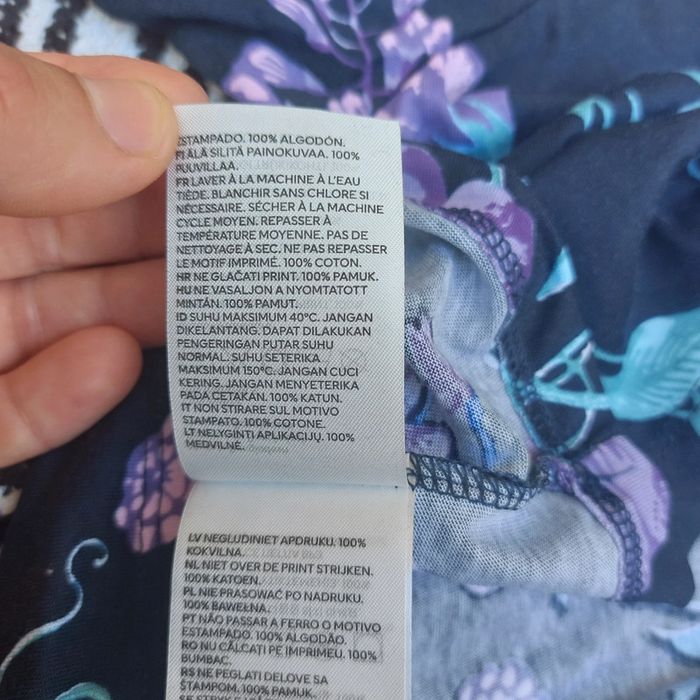 ESTAMPADO. 100% ALGODÓN.
FI ÄLÄ SILITÄ PAINOKUVAA. 100%
PUUVILLAA.
FR LAVER À LA MACHINE À L'EAU
TIÈDE. BLANCHIR SANS CHLORE SI
NÉCESSAIRE. SÉCHER À LA MACHINE
CYCLE MOYEN. REPASSER À
TEMPÉRATURE MOYENNE. PAS DE
NETTOYAGE À SEC. NE PAS REPASSER
LE MOTIF IMPRIMÉ. 100% COTON.
HR NE GLAČATI PRINT. 100% PAMUK.
HU NE VASALJON A NYOMTATOTT
MINTÁN. 100% PAMUT.
ID SUHU MAKSIMUM 40°C. JANGAN
DIKELANTANG. DAPAT DILAKUKAN
PENGERINGAN PUTAR SUHU
NORMAL. SUHU SETERIKA
MAKSIMUM 150°C. JANGAN CUCI
KERING. JANGAN MENYETERIKA
PADA CETAKAN. 100% KATUN.
IT NON STIRARE SUL MOTIVO
STAMPATO. 100% COTONE.
LT NELYGINTI APLIKACIJŲ. 100%
MEDVILNĖ.
LV NEGLUDINIET APDRUKU. 100%
KOKVILNA.
NL NIET OVER DE PRINT STRIJKEN.
100% KATOEN.
PL NIE PRASOWAĆ PO NADRUKU.
100% BAWEŁNA.
PT NÃO PASSAR A FERRO O MOTIVO
ESTAMPADO. 100% ALGODÃO.
RO NU CĂLCAȚI PE IMPRIMEU. 100%
BUMBAC.
RS NE PEGLATI DELOVE SA
ŠTAMPOM. 100% PAMUK.